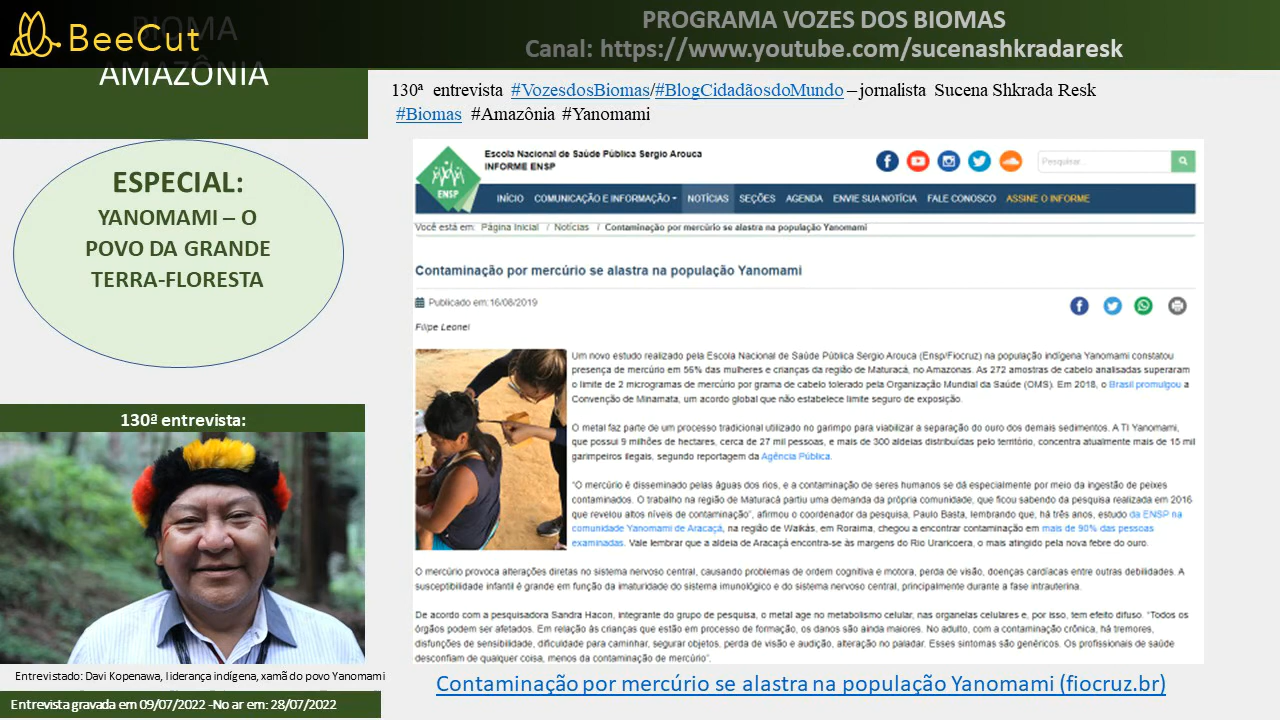 BIOMA
BeeCut
AMAZÔNIA
PROGRAMA VOZES DOS BIOMAS
Canal: https://www.youtube.com/sucenashkradaresk
130ª entrevista #VozesdosBiomas/#BlogCidadãosdoMundo – jornalista Sucena Shkrada Resk
#Biomas #Amazônia #Yanomami
ESPECIAL:
YANOMAMI – O
POVO DA GRANDE
TERRA-FLORESTA
130ª entrevista:
Entrevistado: Davi Kopenawa, liderança indígena, xamã do povo Yanomami
Entrevista gravada em 09/07/2022 -No ar em: 28/07/2022
Escola Nacional de Saúde Pública Sergio Arouca
INFORME ENSP
ENSP
Pesquisar...
INÍCIO COMUNICAÇÃO E INFORMAÇÃO NOTÍCIAS SEÇÕES AGENDA ENVIE SUA NOTÍCIA FALE CONOSCO ASSINE O INFORME
Você está em: Página Inicial / Notícias / Contaminação por mercúrio se alastra na população Yanomami
Contaminação por mercúrio se alastra na população Yanomami
Publicado em:16/08/2019
Filipe Leonel
Um novo estudo realizado pela Escola Nacional de Saúde Pública Sergio Arouca (Ensp/Fiocruz) na população indígena Yanomami constatou
presença de mercúrio em 56% das mulheres e crianças da região de Maturacá, no Amazonas. As 272 amostras de cabelo analisadas superaram
o limite de 2 microgramas de mercúrio por grama de cabelo tolerado pela Organização Mundial da Saúde (OMS). Em 2018, o Brasil promulgou a
Convenção de Minamata, um acordo global que não estabelece limite seguro de exposição.
O metal faz parte de um processo tradicional utilizado no garimpo para viabilizar a separação do ouro dos demais sedimentos. A TI Yanomami,
que possui 9 milhões de hectares, cerca de 27 mil pessoas, e mais de 300 aldeias distribuídas pelo território, concentra atualmente mais de 15 mil
garimpeiros ilegais, segundo reportagem da Agência Pública.
"O mercúrio é disseminado pelas águas dos rios, e a contaminação de seres humanos se dá especialmente por meio da ingestão de peixes
contaminados. O trabalho na região de Maturacá partiu uma demanda da própria comunidade, que ficou sabendo da pesquisa realizada em 2016
que revelou altos níveis de contaminação", afirmou o coordenador da pesquisa, Paulo Basta, lembrando que, há três anos, estudo da ENSP na
comunidade Yanomami de Aracaçá, na região de Waikás, em Roraima, chegou a encontrar contaminação em mais de 90% das pessoas
examinadas. Vale lembrar que a aldeia de Aracaçá encontra-se às margens do Rio Uraricoera, o mais atingido pela nova febre do ouro.
O mercúrio provoca alterações diretas no sistema nervoso central, causando problemas de ordem cognitiva e motora, perda de visão, doenças cardíacas entre outras debilidades. A
susceptibilidade infantil é grande em função da imaturidade do sistema imunológico e do sistema nervoso central, principalmente durante a fase intrauterina.
De acordo com a pesquisadora Sandra Hacon, integrante do grupo de pesquisa, o metal age no metabolismo celular, nas organelas celulares e, por isso, tem efeito difuso. "Todos os
órgãos podem ser afetados. Em relação às crianças que estão em processo de formação, os danos são ainda maiores. No adulto, com a contaminação crônica, há tremores,
disfunções de sensibilidade, dificuldade para caminhar, segurar objetos, perda de visão e audição, alteração no paladar. Esses sintomas são genéricos. Os profissionais de saúde
desconfiam de qualquer coisa, menos da contaminação de mercúrio".
Contaminação por mercúrio se alastra na população Yanomami (fiocruz.br)